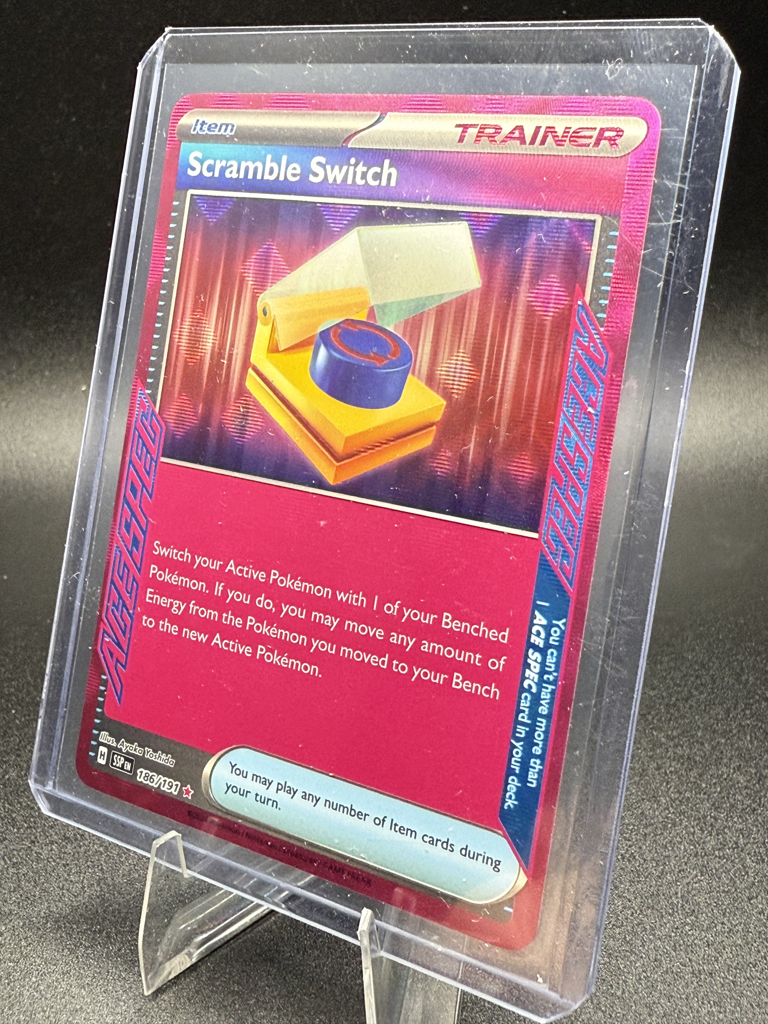 Item
TRAINER
Scramble Switch
ACE SPEC
ACE SPEC
Switch your Active Pokémon with 1 of your Benched
Pokémon. If you do, you may move any amount of
Energy from the Pokémon you moved to your Bench
to the new Active Pokémon.
You can't have more than
1 ACE SPEC card in your deck.
Illus. Ayaka Yoshida
H SSP EN 186/191
You may play any number of Item cards during
your turn.